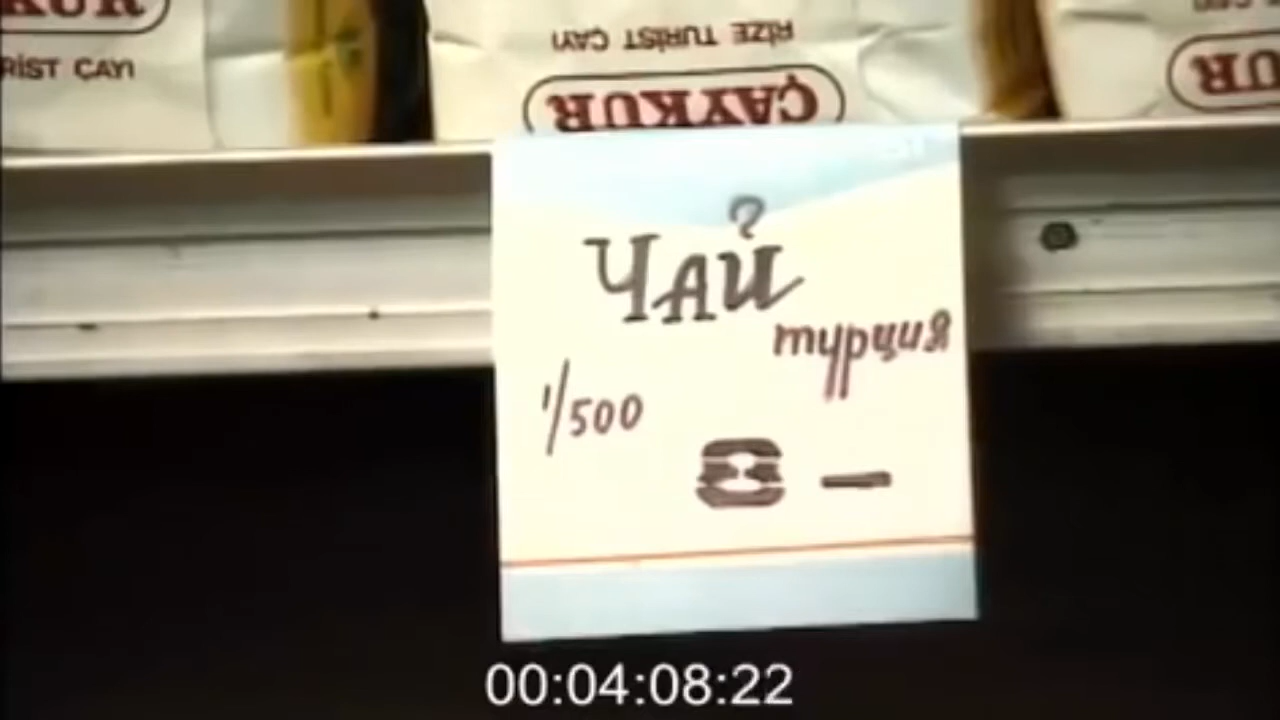 KUR
RİST ÇAYI
RİZE TURİST ÇAYI
ÇAYKUR
UR
ЧАЙ
турция
1/500
8 –
00:04:08:22